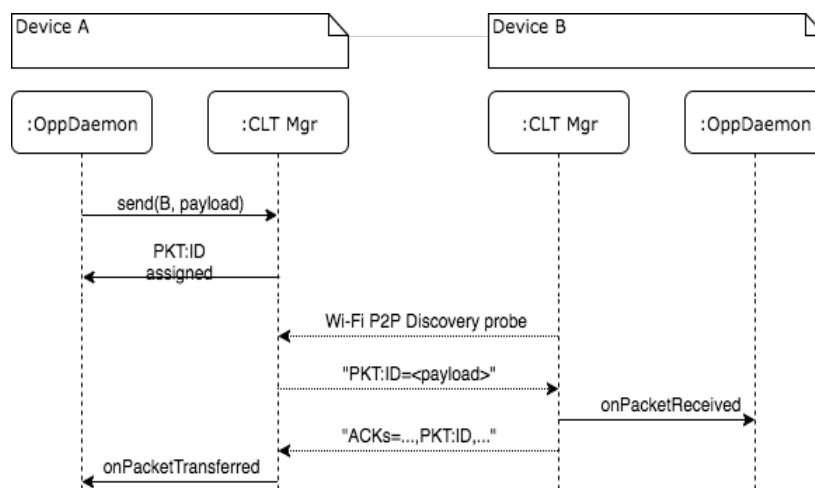 Device A
Device B
:OppDaemon
:CLT Mgr
:CLT Mgr
:OppDaemon
send(B, payload)
PKT:ID
assigned
Wi-Fi P2P Discovery probe
"PKT:ID=<payload>"
onPacketReceived
"ACKs=...,PKT:ID,..."
onPacketTransferred